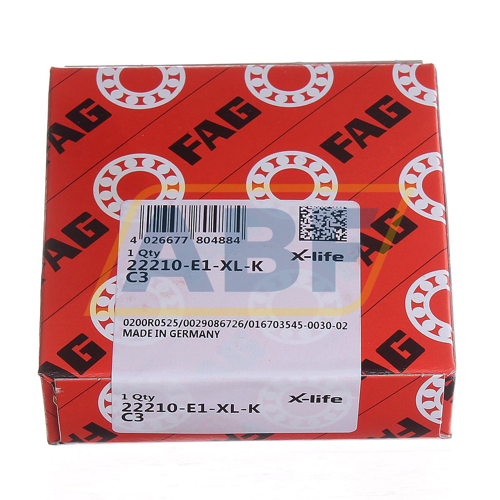 FAG
FAG
FAG
FAG
ABF
4 026677 804884
1 Qty
22210-E1-XL-K
C3
X-life
0200R0525/0029086726/016703545-0030-02
MADE IN GERMANY
1 Qty
22210-E1-XL-K
C3
X-life
FAG